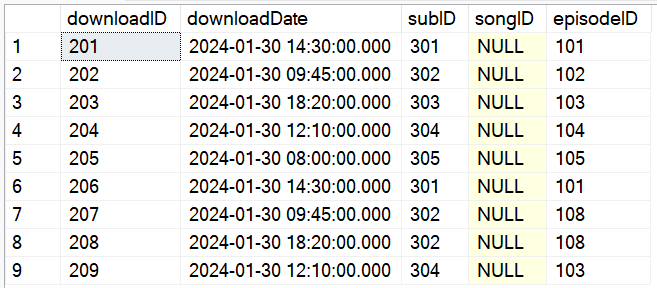 downloadID downloadDate subID songID episodeID
1 201 2024-01-30 14:30:00.000 301 NULL 101
2 202 2024-01-30 09:45:00.000 302 NULL 102
3 203 2024-01-30 18:20:00.000 303 NULL 103
4 204 2024-01-30 12:10:00.000 304 NULL 104
5 205 2024-01-30 08:00:00.000 305 NULL 105
6 206 2024-01-30 14:30:00.000 301 NULL 101
7 207 2024-01-30 09:45:00.000 302 NULL 108
8 208 2024-01-30 18:20:00.000 302 NULL 108
9 209 2024-01-30 12:10:00.000 304 NULL 103